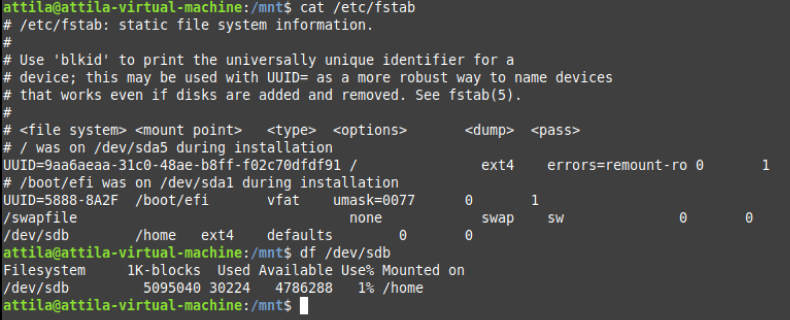 attila@attila-virtual-machine:/mnt$ cat /etc/fstab
# /etc/fstab: static file system information.
#
# Use 'blkid' to print the universally unique identifier for a
# device; this may be used with UUID= as a more robust way to name devices
# that works even if disks are added and removed. See fstab(5).
#
# <file system> <mount point>   <type>  <options>       <dump>  <pass>
# / was on /dev/sda5 during installation
UUID=9aa6aeaa-31c0-48ae-b8ff-f02c70dfdf91 /               ext4    errors=remount-ro 0       1
# /boot/efi was on /dev/sda1 during installation
UUID=5888-8A2F  /boot/efi       vfat    umask=0077      0       1
/swapfile                                 none            swap    sw              0       0
/dev/sdb        /home   ext4    defaults        0       0
attila@attila-virtual-machine:/mnt$ df /dev/sdb
Filesystem     1K-blocks  Used Available Use% Mounted on
/dev/sdb         5095040 30224   4786288   1% /home
attila@attila-virtual-machine:/mnt$